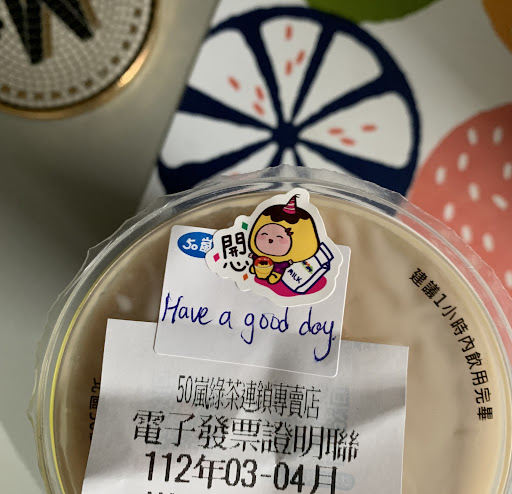 50嵐
開心
MILK
Have a good day.
建議1小時內飲用完畢
50嵐綠茶連鎖專賣店
電子發票證明聯
112年03-04月